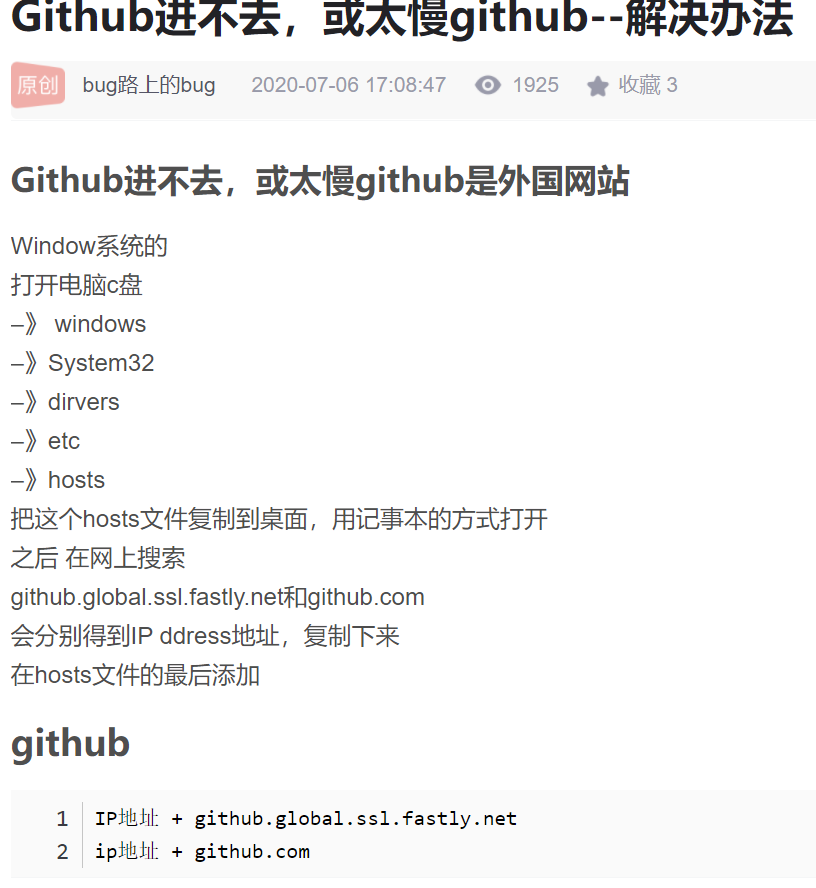 Github进不去，或太慢github--解决办法
原创 bug路上的bug 2020-07-06 17:08:47 1925 收藏 3
Github进不去，或太慢github是外国网站
Window系统的
打开电脑c盘
–》 windows
–》System32
–》dirvers
–》etc
–》hosts
把这个hosts文件复制到桌面，用记事本的方式打开
之后 在网上搜索
github.global.ssl.fastly.net和github.com
会分别得到IP ddress地址，复制下来
在hosts文件的最后添加
github
1 IP地址 + github.global.ssl.fastly.net
2 ip地址 + github.com